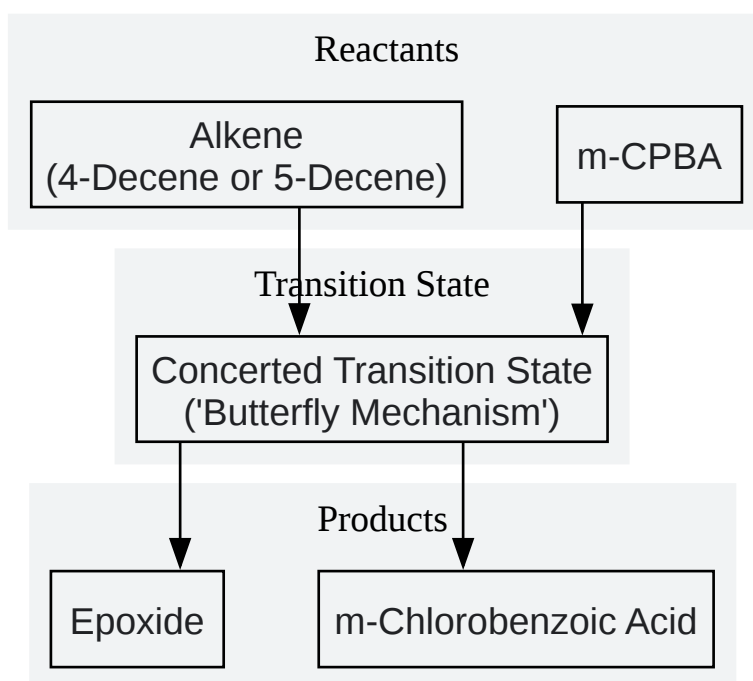 Reactants
Alkene
(4-Decene or 5-Decene)
m-CPBA
Transition State
Concerted Transition State
('Butterfly Mechanism')
Products
Epoxide
m-Chlorobenzoic Acid